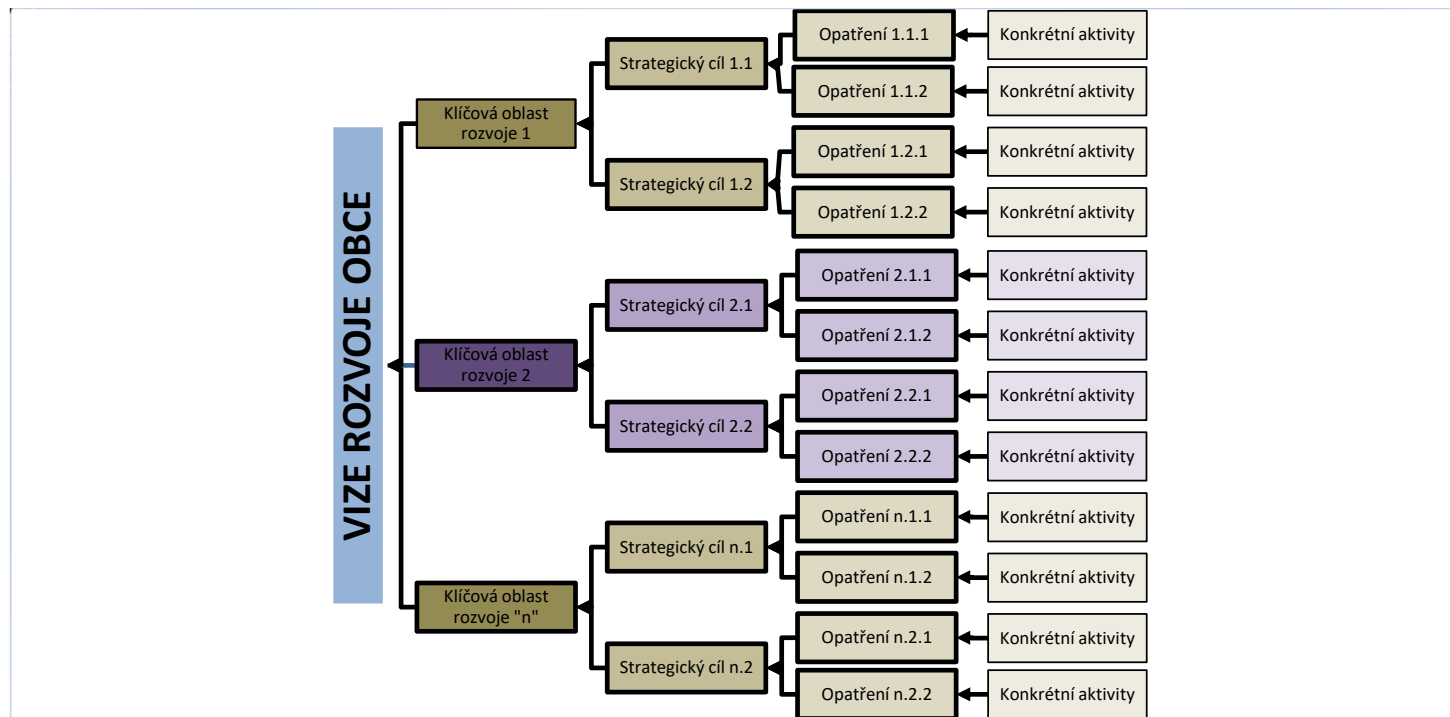 VIZE ROZVOJE OBCE
Klíčová oblast
rozvoje 1
Strategický cíl 1.1
Opatření 1.1.1
Konkrétní aktivity
Opatření 1.1.2
Konkrétní aktivity
Strategický cíl 1.2
Opatření 1.2.1
Konkrétní aktivity
Opatření 1.2.2
Konkrétní aktivity
Klíčová oblast
rozvoje 2
Strategický cíl 2.1
Opatření 2.1.1
Konkrétní aktivity
Opatření 2.1.2
Konkrétní aktivity
Strategický cíl 2.2
Opatření 2.2.1
Konkrétní aktivity
Opatření 2.2.2
Konkrétní aktivity
Klíčová oblast
rozvoje "n"
Strategický cíl n.1
Opatření n.1.1
Konkrétní aktivity
Opatření n.1.2
Konkrétní aktivity
Strategický cíl n.2
Opatření n.2.1
Konkrétní aktivity
Opatření n.2.2
Konkrétní aktivity